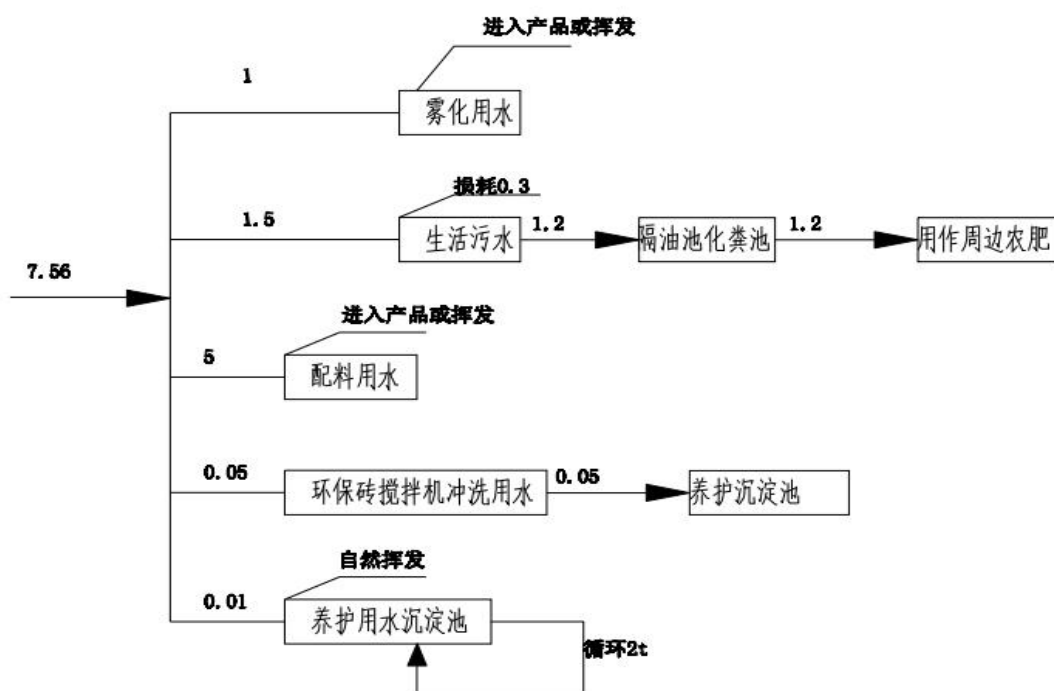 进入产品或挥发
1
雾化用水
损耗0.3
1.5
生活污水
1.2
隔油池化粪池
1.2
用作周边农肥
7.56
进入产品或挥发
5
配料用水
0.05
环保砖搅拌机冲洗用水
0.05
养护沉淀池
自然挥发
0.01
养护用水沉淀池
循环2t